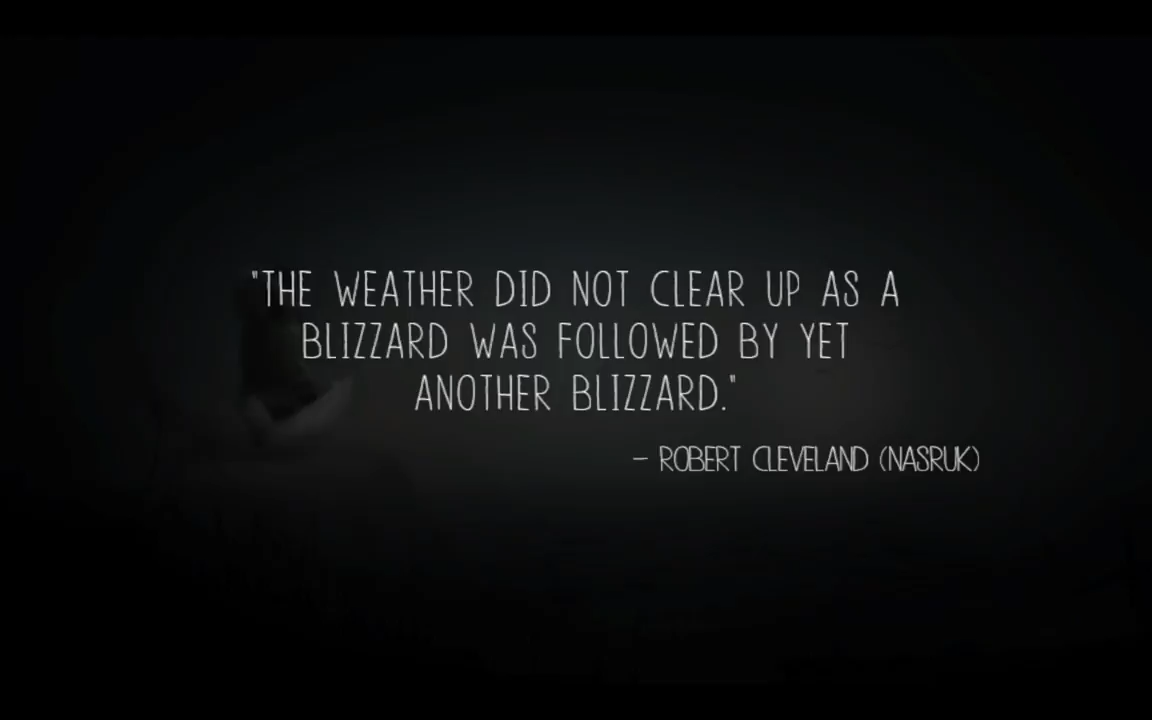 "THE WEATHER DID NOT CLEAR UP AS A
BLIZZARD WAS FOLLOWED BY YET
ANOTHER BLIZZARD."
– ROBERT CLEVELAND (NASRUK)